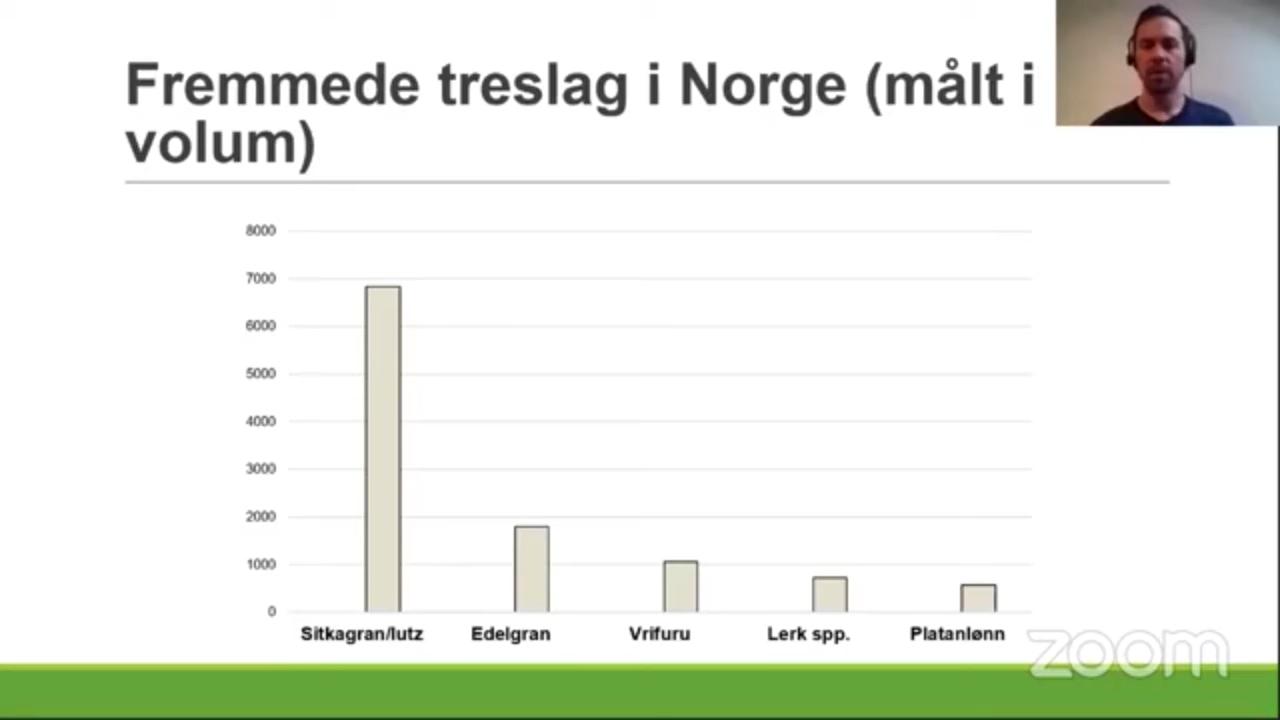 Fremmede treslag i Norge (målt i
volum)
8000
7000
6000
5000
4000
3000
2000
1000
0
Sitkagran/lutz Edelgran Vrifuru Lerk spp. Platanlønn
zoom